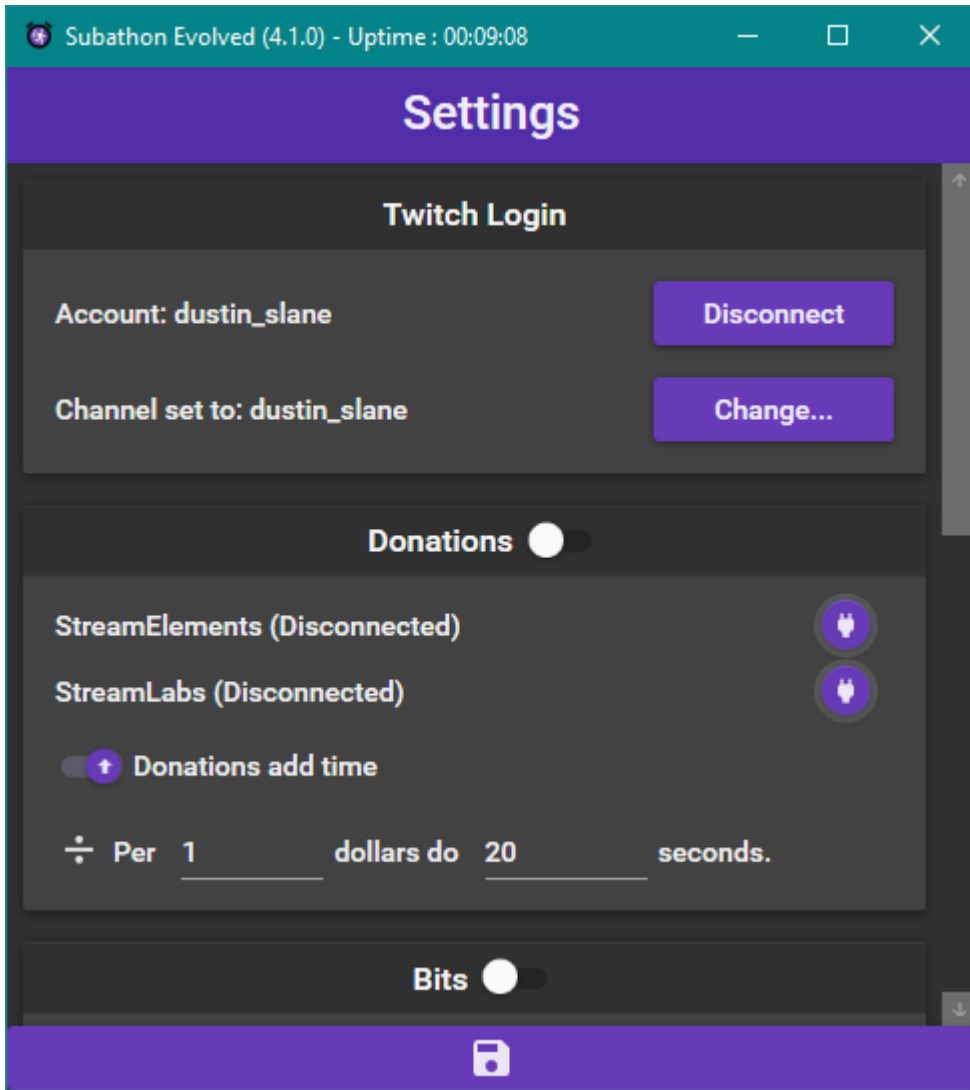 Subathon Evolved (4.1.0) - Uptime : 00:09:08
Settings
Twitch Login
Account: dustin_slane
Disconnect
Channel set to: dustin_slane
Change...
Donations
StreamElements (Disconnected)
StreamLabs (Disconnected)
Donations add time
÷ Per 1 dollars do 20 seconds.
Bits